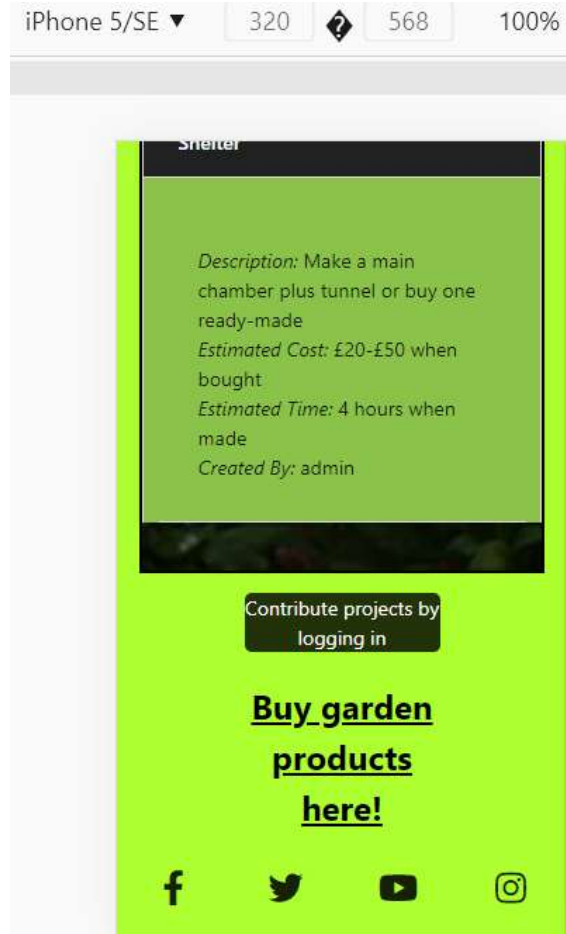 iPhone 5/SE ▼ 320 � 568 100%
Shelter
Description: Make a main
chamber plus tunnel or buy one
ready-made
Estimated Cost: £20-£50 when
bought
Estimated Time: 4 hours when
made
Created By: admin
Contribute projects by
logging in
Buy garden
products
here!